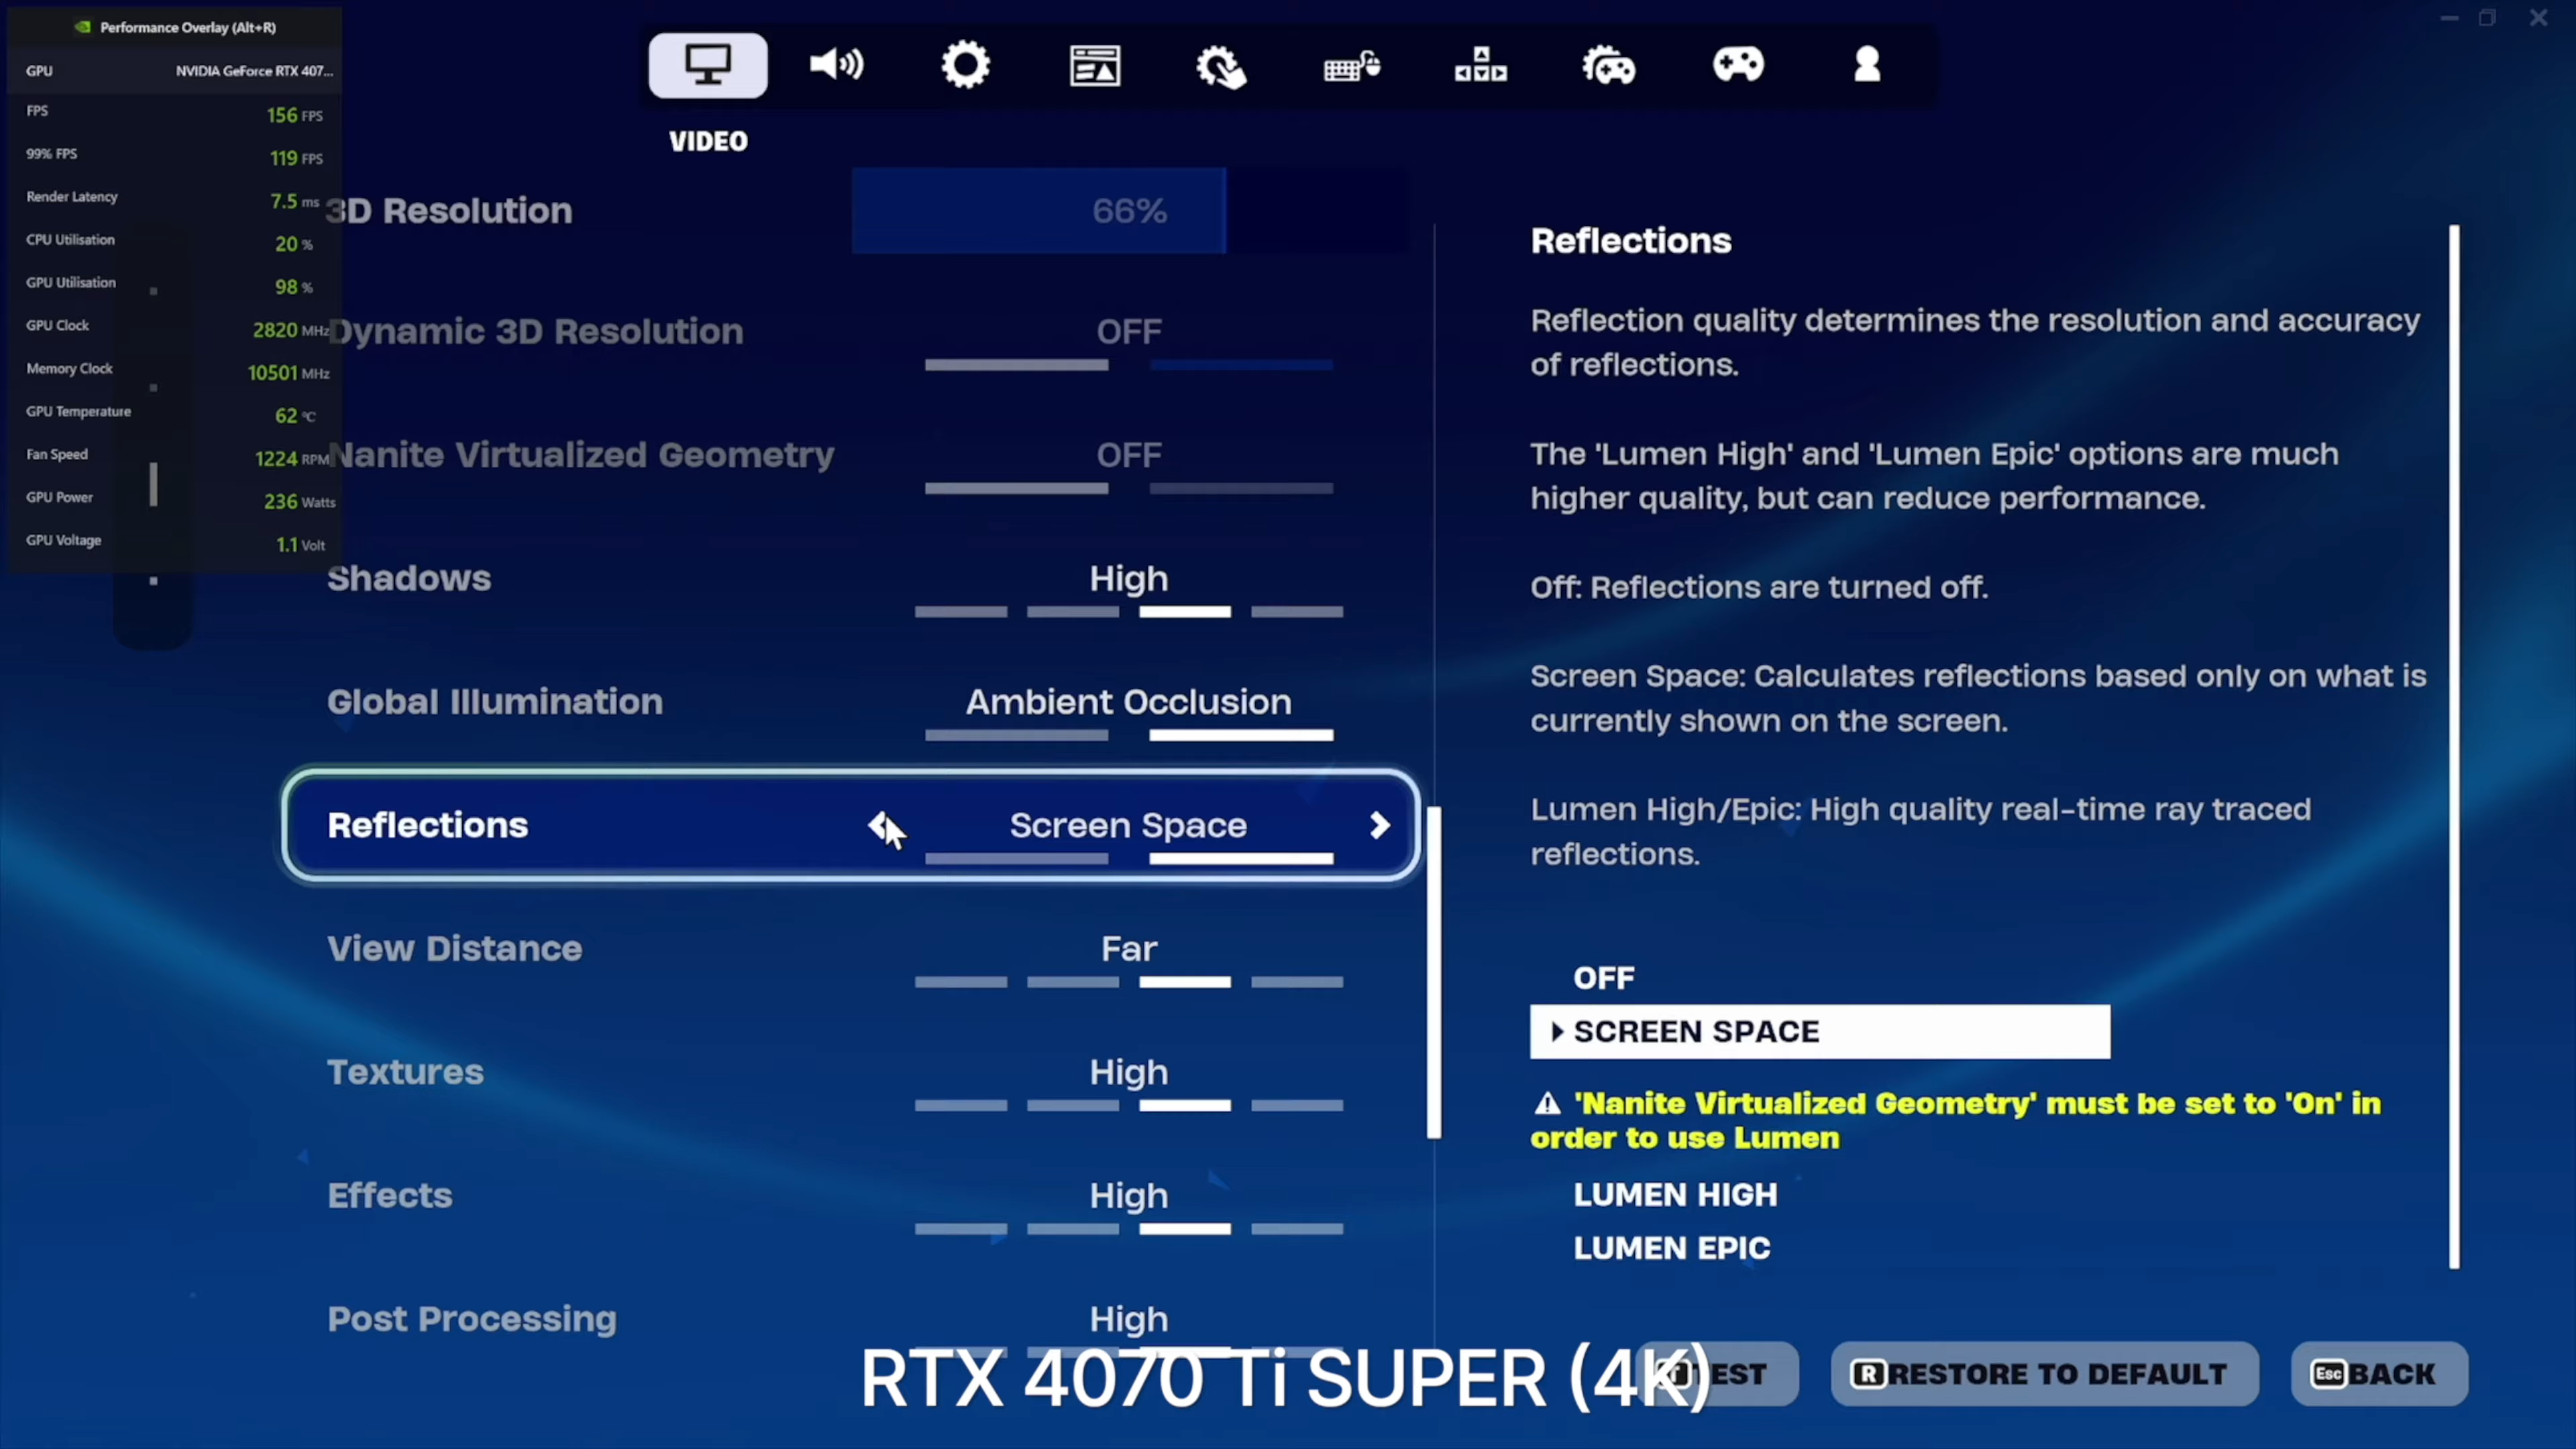 Performance Overlay (Alt+R)
GPU NVIDIA GeForce RTX 407...
FPS 156 FPS
99% FPS 119 FPS
Render Latency 7.5 ms
CPU Utilisation 20 %
GPU Utilisation 98 %
GPU Clock 2820 MHz
Memory Clock 10501 MHz
GPU Temperature 62 °C
Fan Speed 1224 RPM
GPU Power 236 Watts
GPU Voltage 1.1 Volt
VIDEO
3D Resolution 66%
Dynamic 3D Resolution OFF
Nanite Virtualized Geometry OFF
Shadows High
Global Illumination Ambient Occlusion
Reflections Screen Space
View Distance Far
Textures High
Effects High
Post Processing High
Reflections
Reflection quality determines the resolution and accuracy
of reflections.
The 'Lumen High' and 'Lumen Epic' options are much
higher quality, but can reduce performance.
Off: Reflections are turned off.
Screen Space: Calculates reflections based only on what is
currently shown on the screen.
Lumen High/Epic: High quality real-time ray traced
reflections.
OFF
SCREEN SPACE
'Nanite Virtualized Geometry' must be set to 'On' in
order to use Lumen
LUMEN HIGH
LUMEN EPIC
RTX 4070 Ti SUPER (4K)
R RESTORE TO DEFAULT
Esc BACK